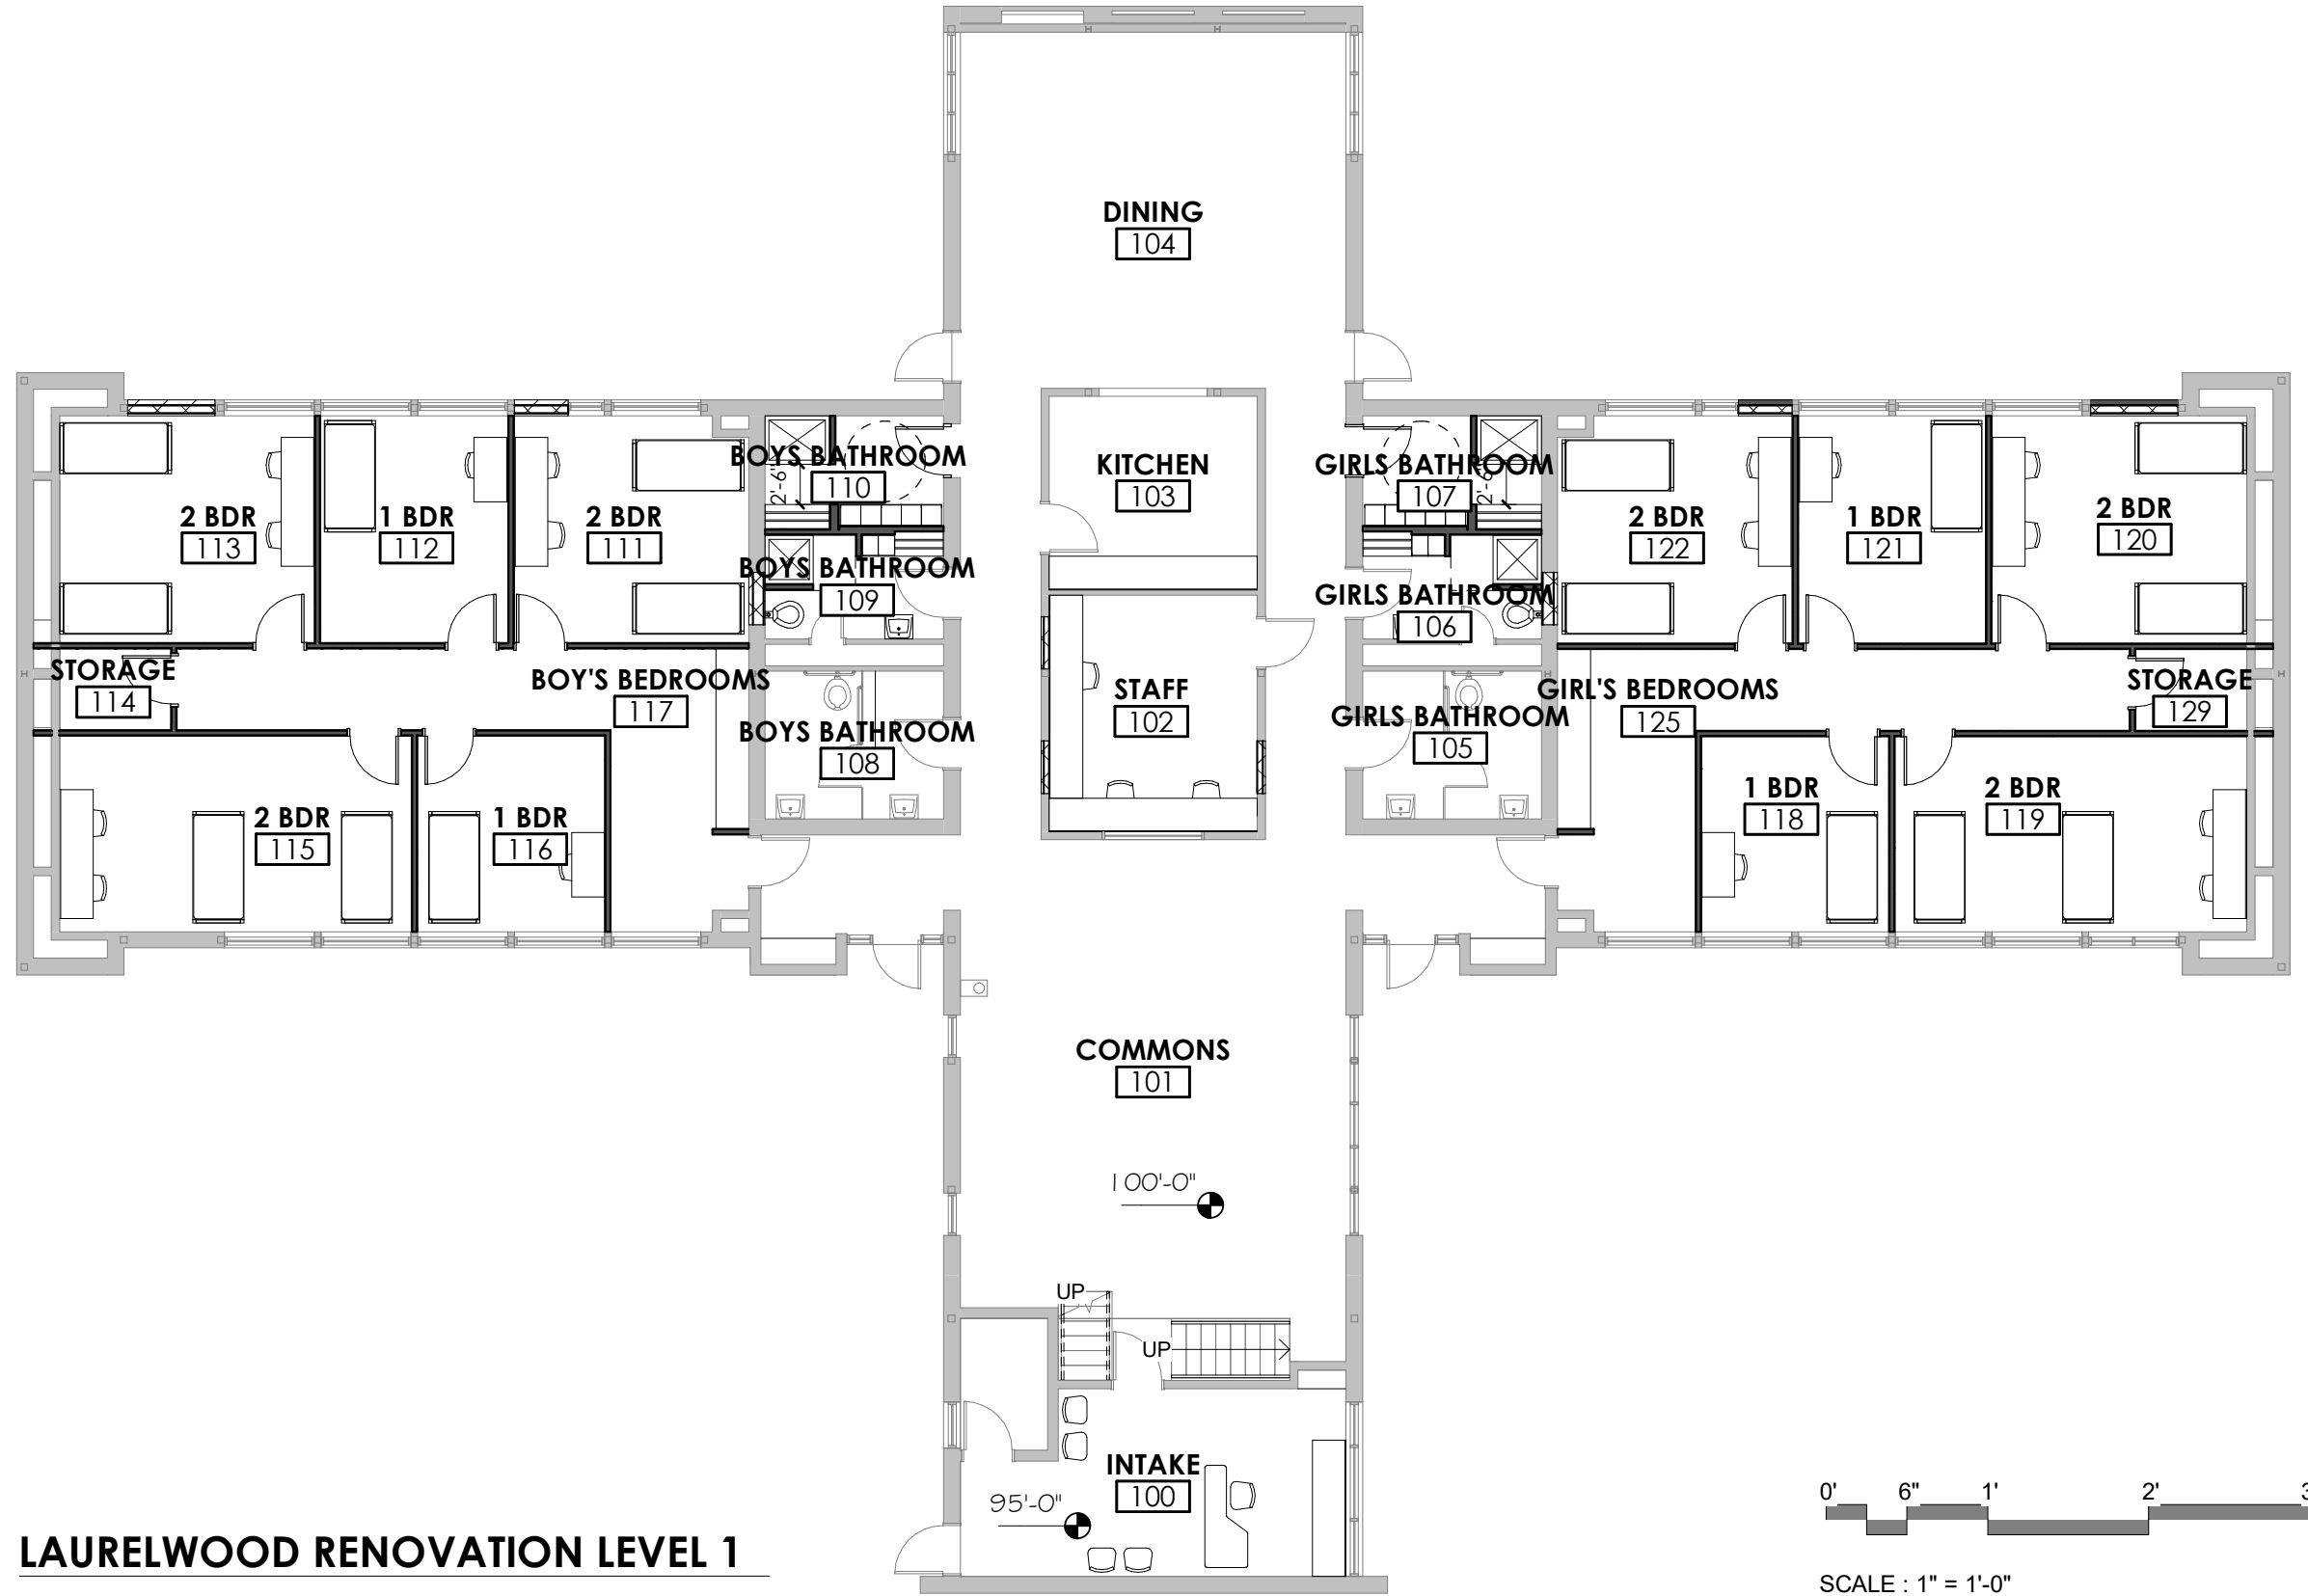 DINING
104
BOYS BATHROOM
110
2'-6"
KITCHEN
103
GIRLS BATHROOM
107
2'-6"
2 BDR
113
1 BDR
112
2 BDR
111
2 BDR
122
1 BDR
121
2 BDR
120
BOYS BATHROOM
109
GIRLS BATHROOM
106
STORAGE
114
BOY'S BEDROOMS
117
STAFF
102
GIRL'S BEDROOMS
125
STORAGE
129
BOYS BATHROOM
108
GIRLS BATHROOM
105
2 BDR
115
1 BDR
116
1 BDR
118
2 BDR
119
COMMONS
101
100'-0"
UP
UP
INTAKE
100
95'-0"
0' 6" 1' 2' 3
LAURELWOOD RENOVATION LEVEL 1
SCALE : 1" = 1'-0"